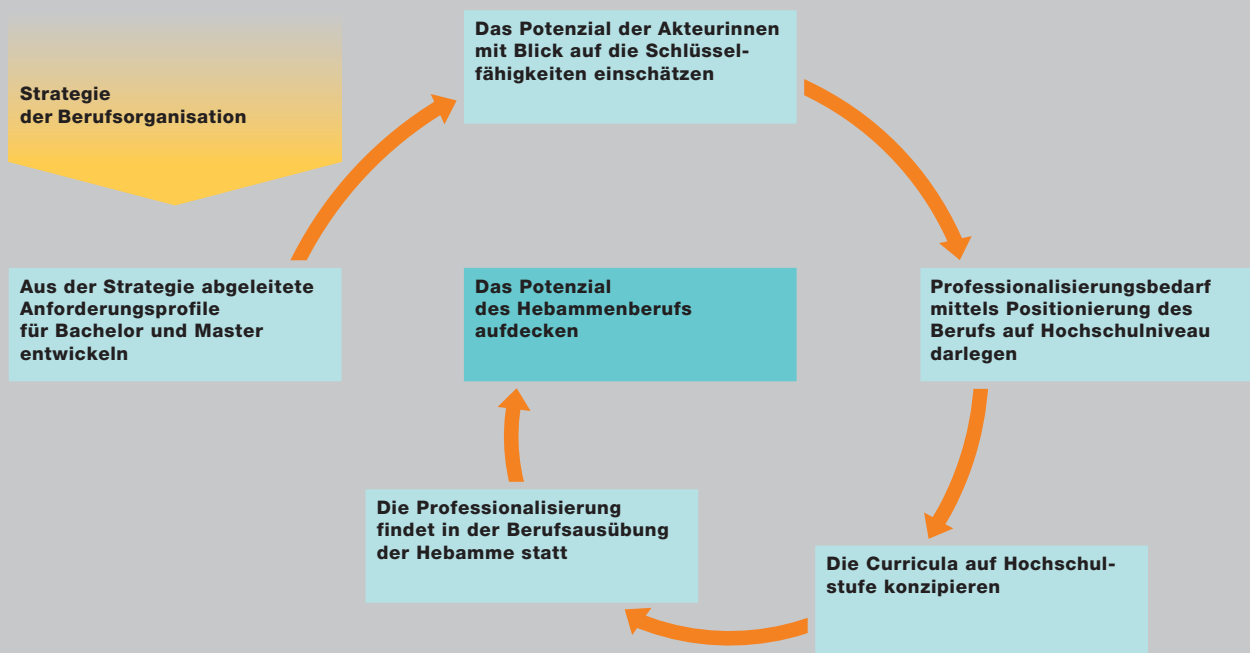 Strategie
der Berufsorganisation
Das Potenzial der Akteurinnen
mit Blick auf die Schlüssel-
fähigkeiten einschätzen
Aus der Strategie abgeleitete
Anforderungsprofile
für Bachelor und Master
entwickeln
Das Potenzial
des Hebammenberufs
aufdecken
Professionalisierungsbedarf
mittels Positionierung des
Berufs auf Hochschulniveau
darlegen
Die Professionalisierung
findet in der Berufsausübung
der Hebamme statt
Die Curricula auf Hochschul-
stufe konzipieren